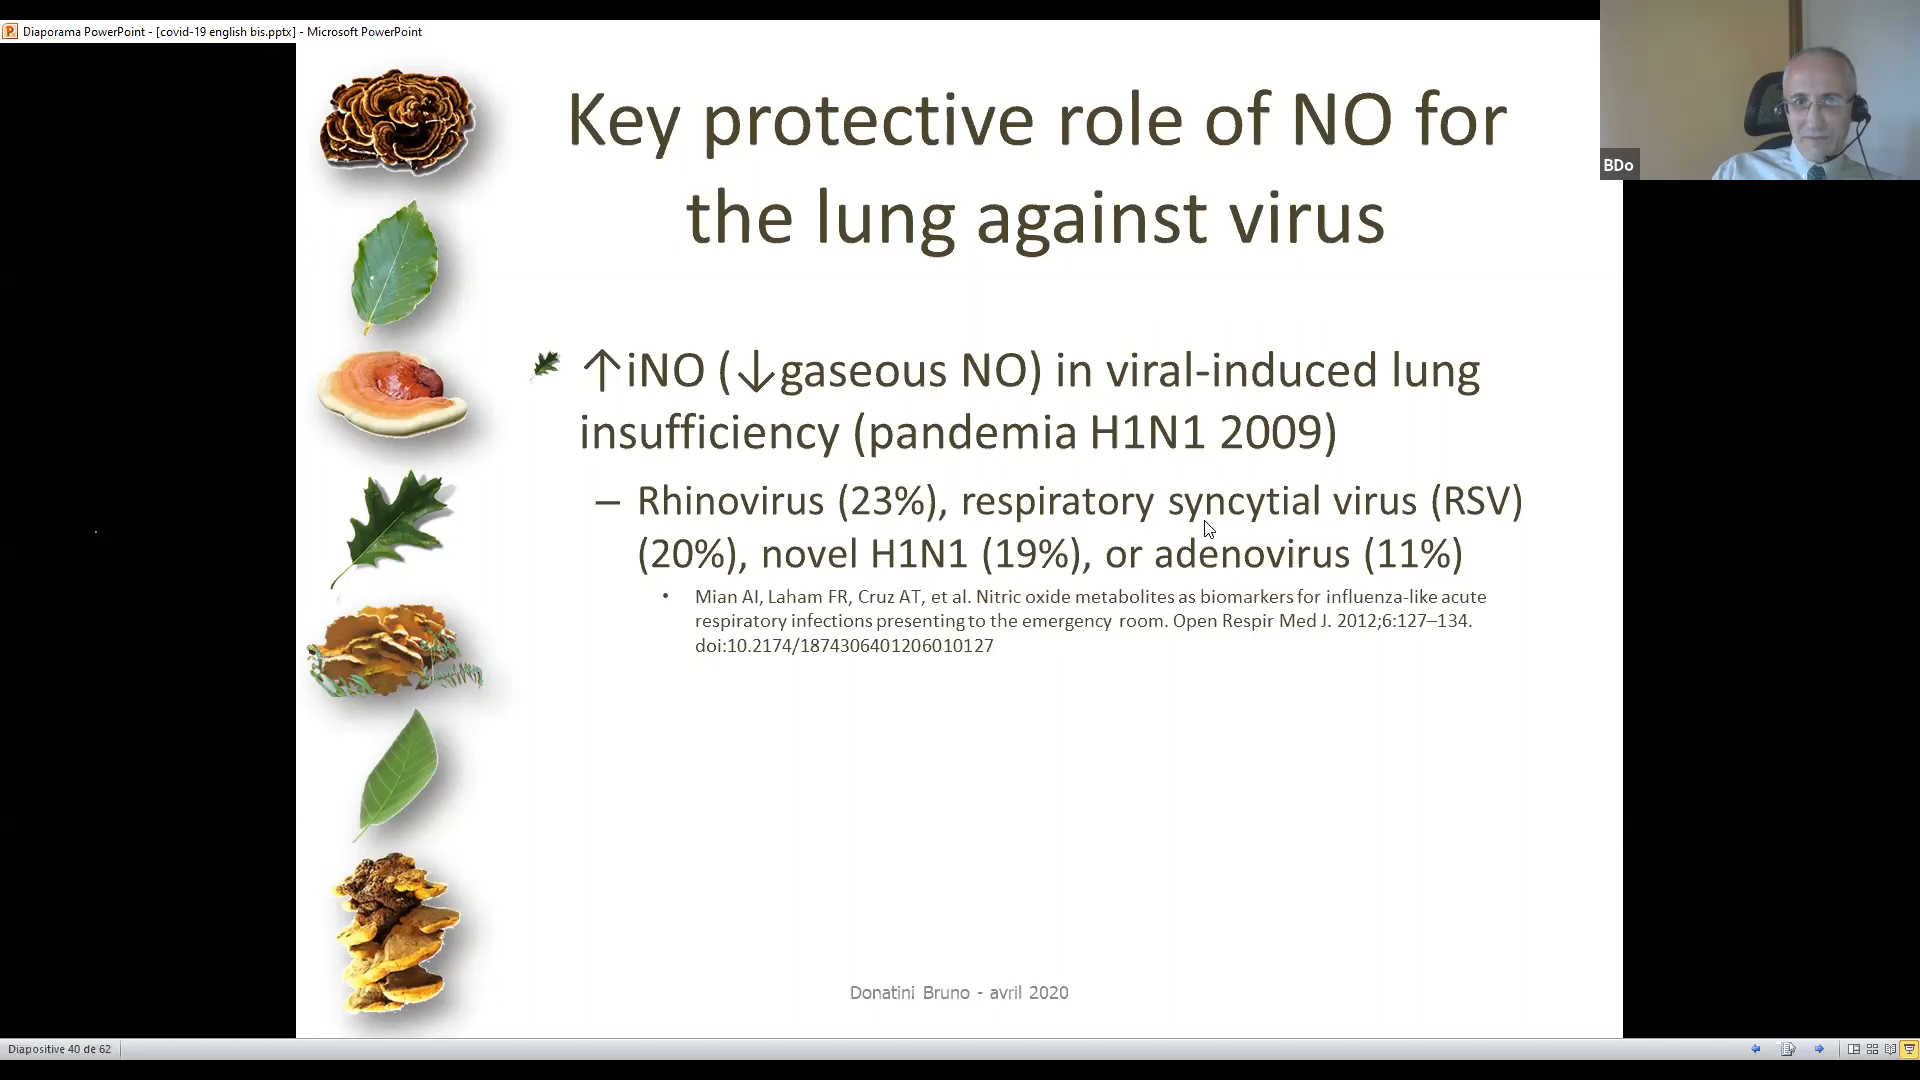 Diaporama PowerPoint - [covid-19 english bis.pptx] - Microsoft PowerPoint
BDo
Key protective role of NO for
the lung against virus
↑iNO (↓gaseous NO) in viral-induced lung
insufficiency (pandemia H1N1 2009)
– Rhinovirus (23%), respiratory syncytial virus (RSV)
(20%), novel H1N1 (19%), or adenovirus (11%)
• Mian AI, Laham FR, Cruz AT, et al. Nitric oxide metabolites as biomarkers for influenza-like acute
respiratory infections presenting to the emergency room. Open Respir Med J. 2012;6:127–134.
doi:10.2174/1874306401206010127
Donatini Bruno - avril 2020
Diapositive 40 de 62